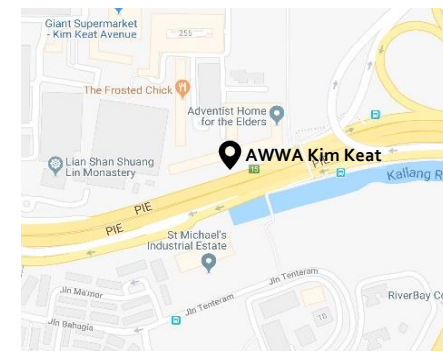 Giant Supermarket
- Kim Keat Avenue
255
The Frosted Chick
Adventist Home
for the Elders
AWWA Kim Keat
PIE
15
Lian Shan Shuang
Lin Monastery
Kallang R
PIE
PIE
St Michael's
Industrial Estate
Jln Tenteram
Jln Ma'mor
Jln Tenteram
RiverBay Co
Jln Bahagia
18